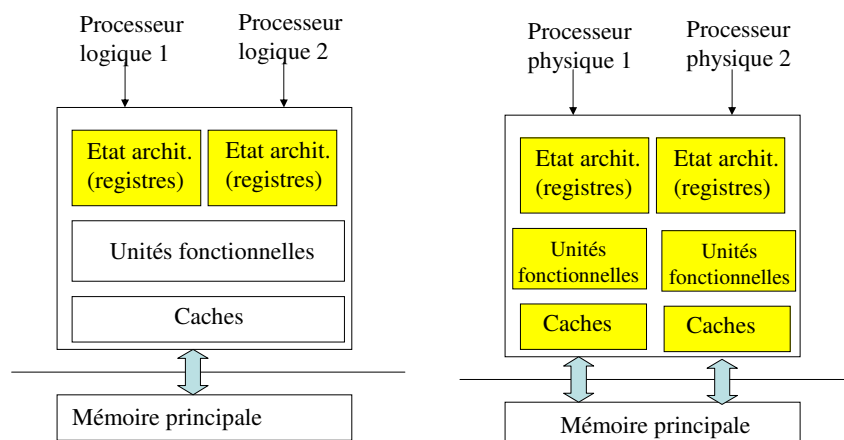 Processeur
logique 1
Processeur
logique 2
Etat archit.
(registres)
Etat archit.
(registres)
Unités fonctionnelles
Caches
Mémoire principale
Processeur
physique 1
Processeur
physique 2
Etat archit.
(registres)
Etat archit.
(registres)
Unités
fonctionnelles
Unités
fonctionnelles
Caches
Caches
Mémoire principale